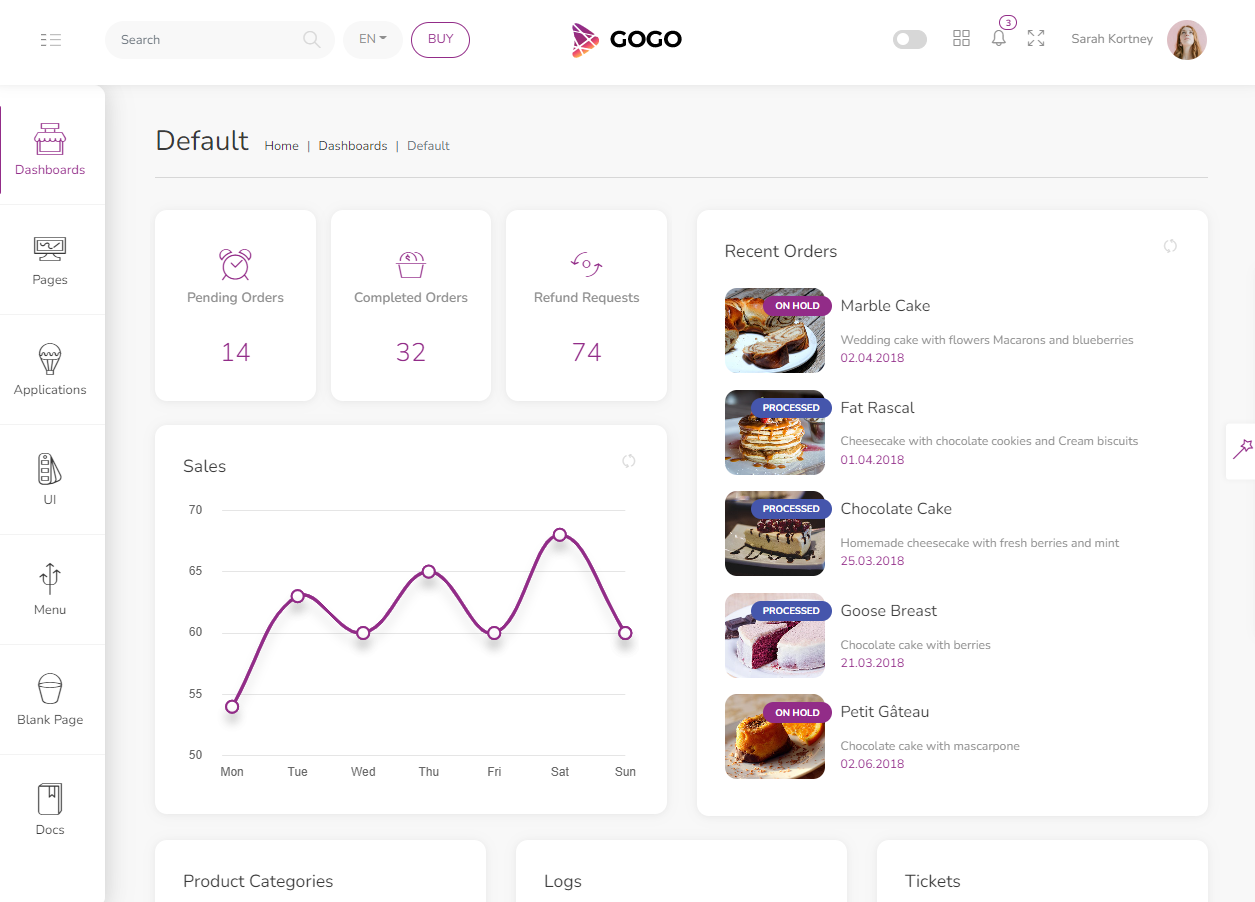 Search
EN
BUY
GOGO
3
Sarah Kortney
Dashboards
Pages
Applications
UI
Menu
Blank Page
Docs
Default
Home | Dashboards | Default
Pending Orders
14
Completed Orders
32
Refund Requests
74
Sales
70
65
60
55
50
Mon Tue Wed Thu Fri Sat Sun
Recent Orders
ON HOLD
Marble Cake
Wedding cake with flowers Macarons and blueberries
02.04.2018
PROCESSED
Fat Rascal
Cheesecake with chocolate cookies and Cream biscuits
01.04.2018
PROCESSED
Chocolate Cake
Homemade cheesecake with fresh berries and mint
25.03.2018
PROCESSED
Goose Breast
Chocolate cake with berries
21.03.2018
ON HOLD
Petit Gâteau
Chocolate cake with mascarpone
02.06.2018
Product Categories
Logs
Tickets